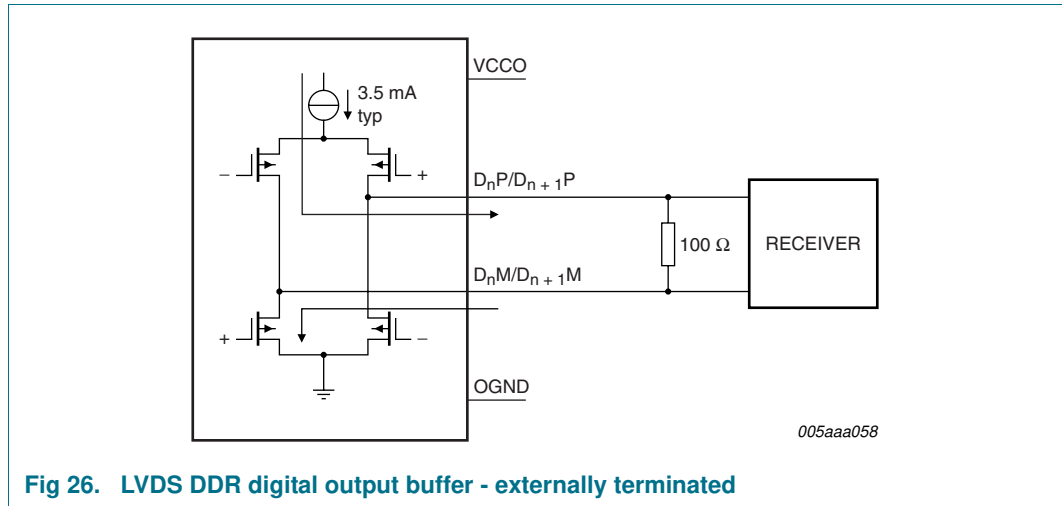 VCCO
3.5 mA
typ
−
+
DnP/Dn + 1P
100 Ω
RECEIVER
DnM/Dn + 1M
+
−
OGND
005aaa058
Fig 26. LVDS DDR digital output buffer - externally terminated